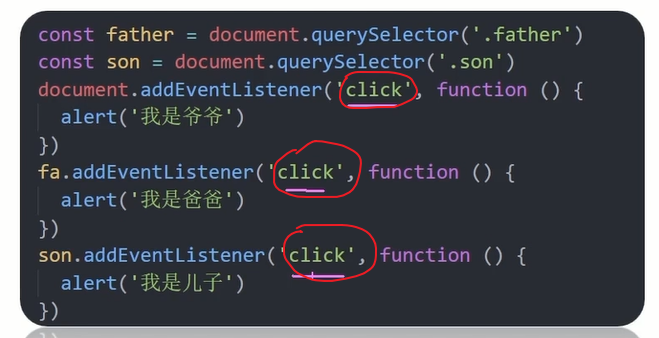 const father = document.querySelector('.father')
const son = document.querySelector('.son')
document.addEventListener('click', function () {
  alert('我是爷爷')
})
fa.addEventListener('click', function () {
  alert('我是爸爸')
})
son.addEventListener('click', function () {
  alert('我是儿子')
})